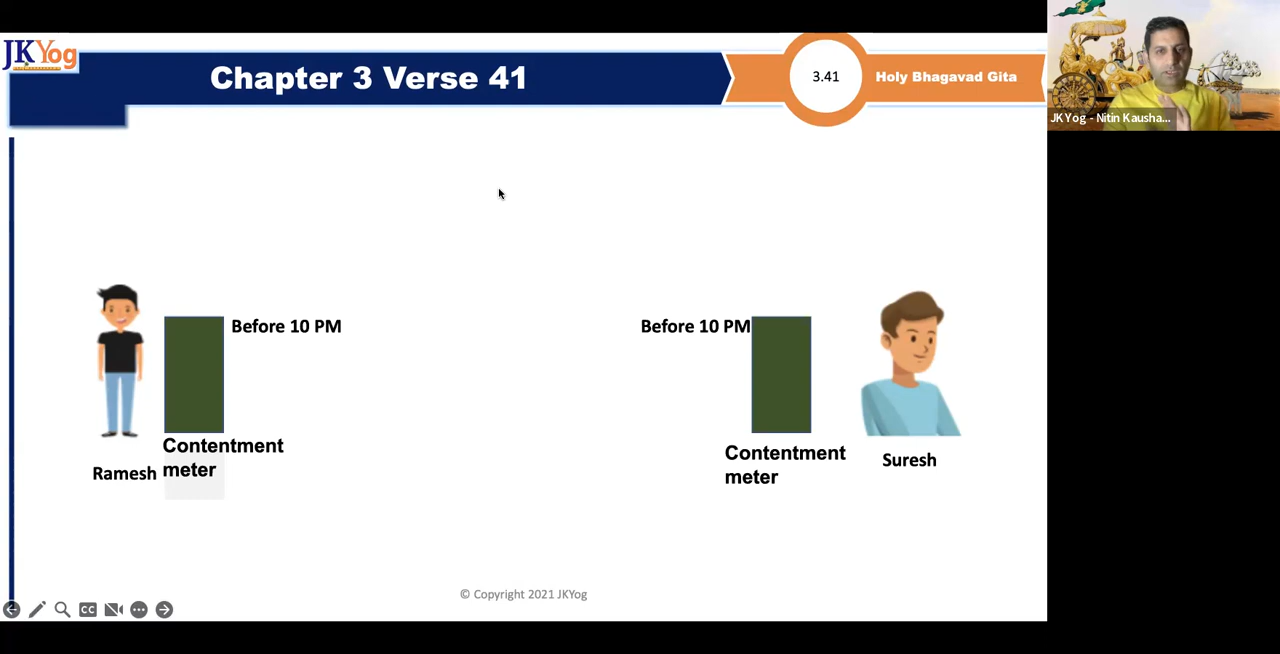 JKYog
Chapter 3 Verse 41
3.41
Holy Bhagavad Gita
JKYog - Nitin Kausha...
Before 10 PM
Before 10 PM
Contentment
meter
Ramesh
Contentment
meter
Suresh
© Copyright 2021 JKYog
CC